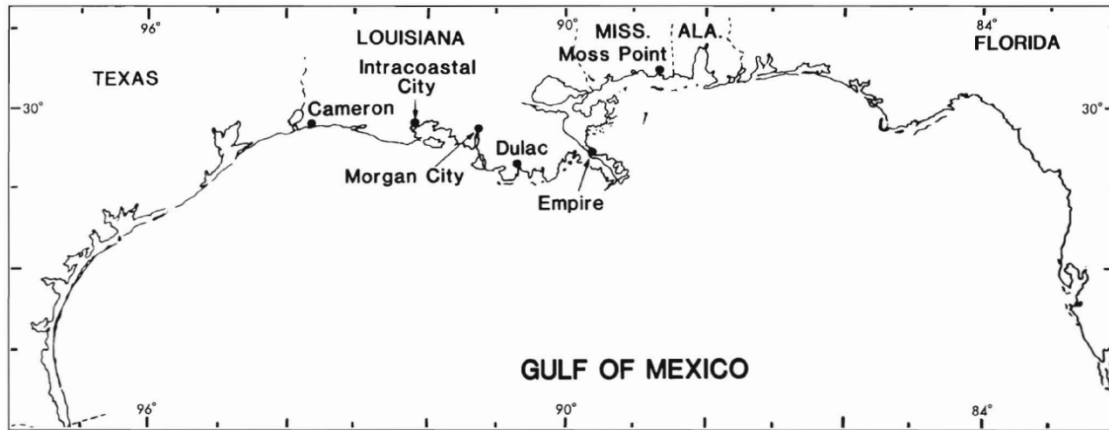 96°
90°
84°
MISS.
ALA.
LOUISIANA
Moss Point
FLORIDA
TEXAS
Intracoastal
City
30°
30°
Cameron
Dulac
Morgan City
Empire
GULF OF MEXICO
96°
90°
84°